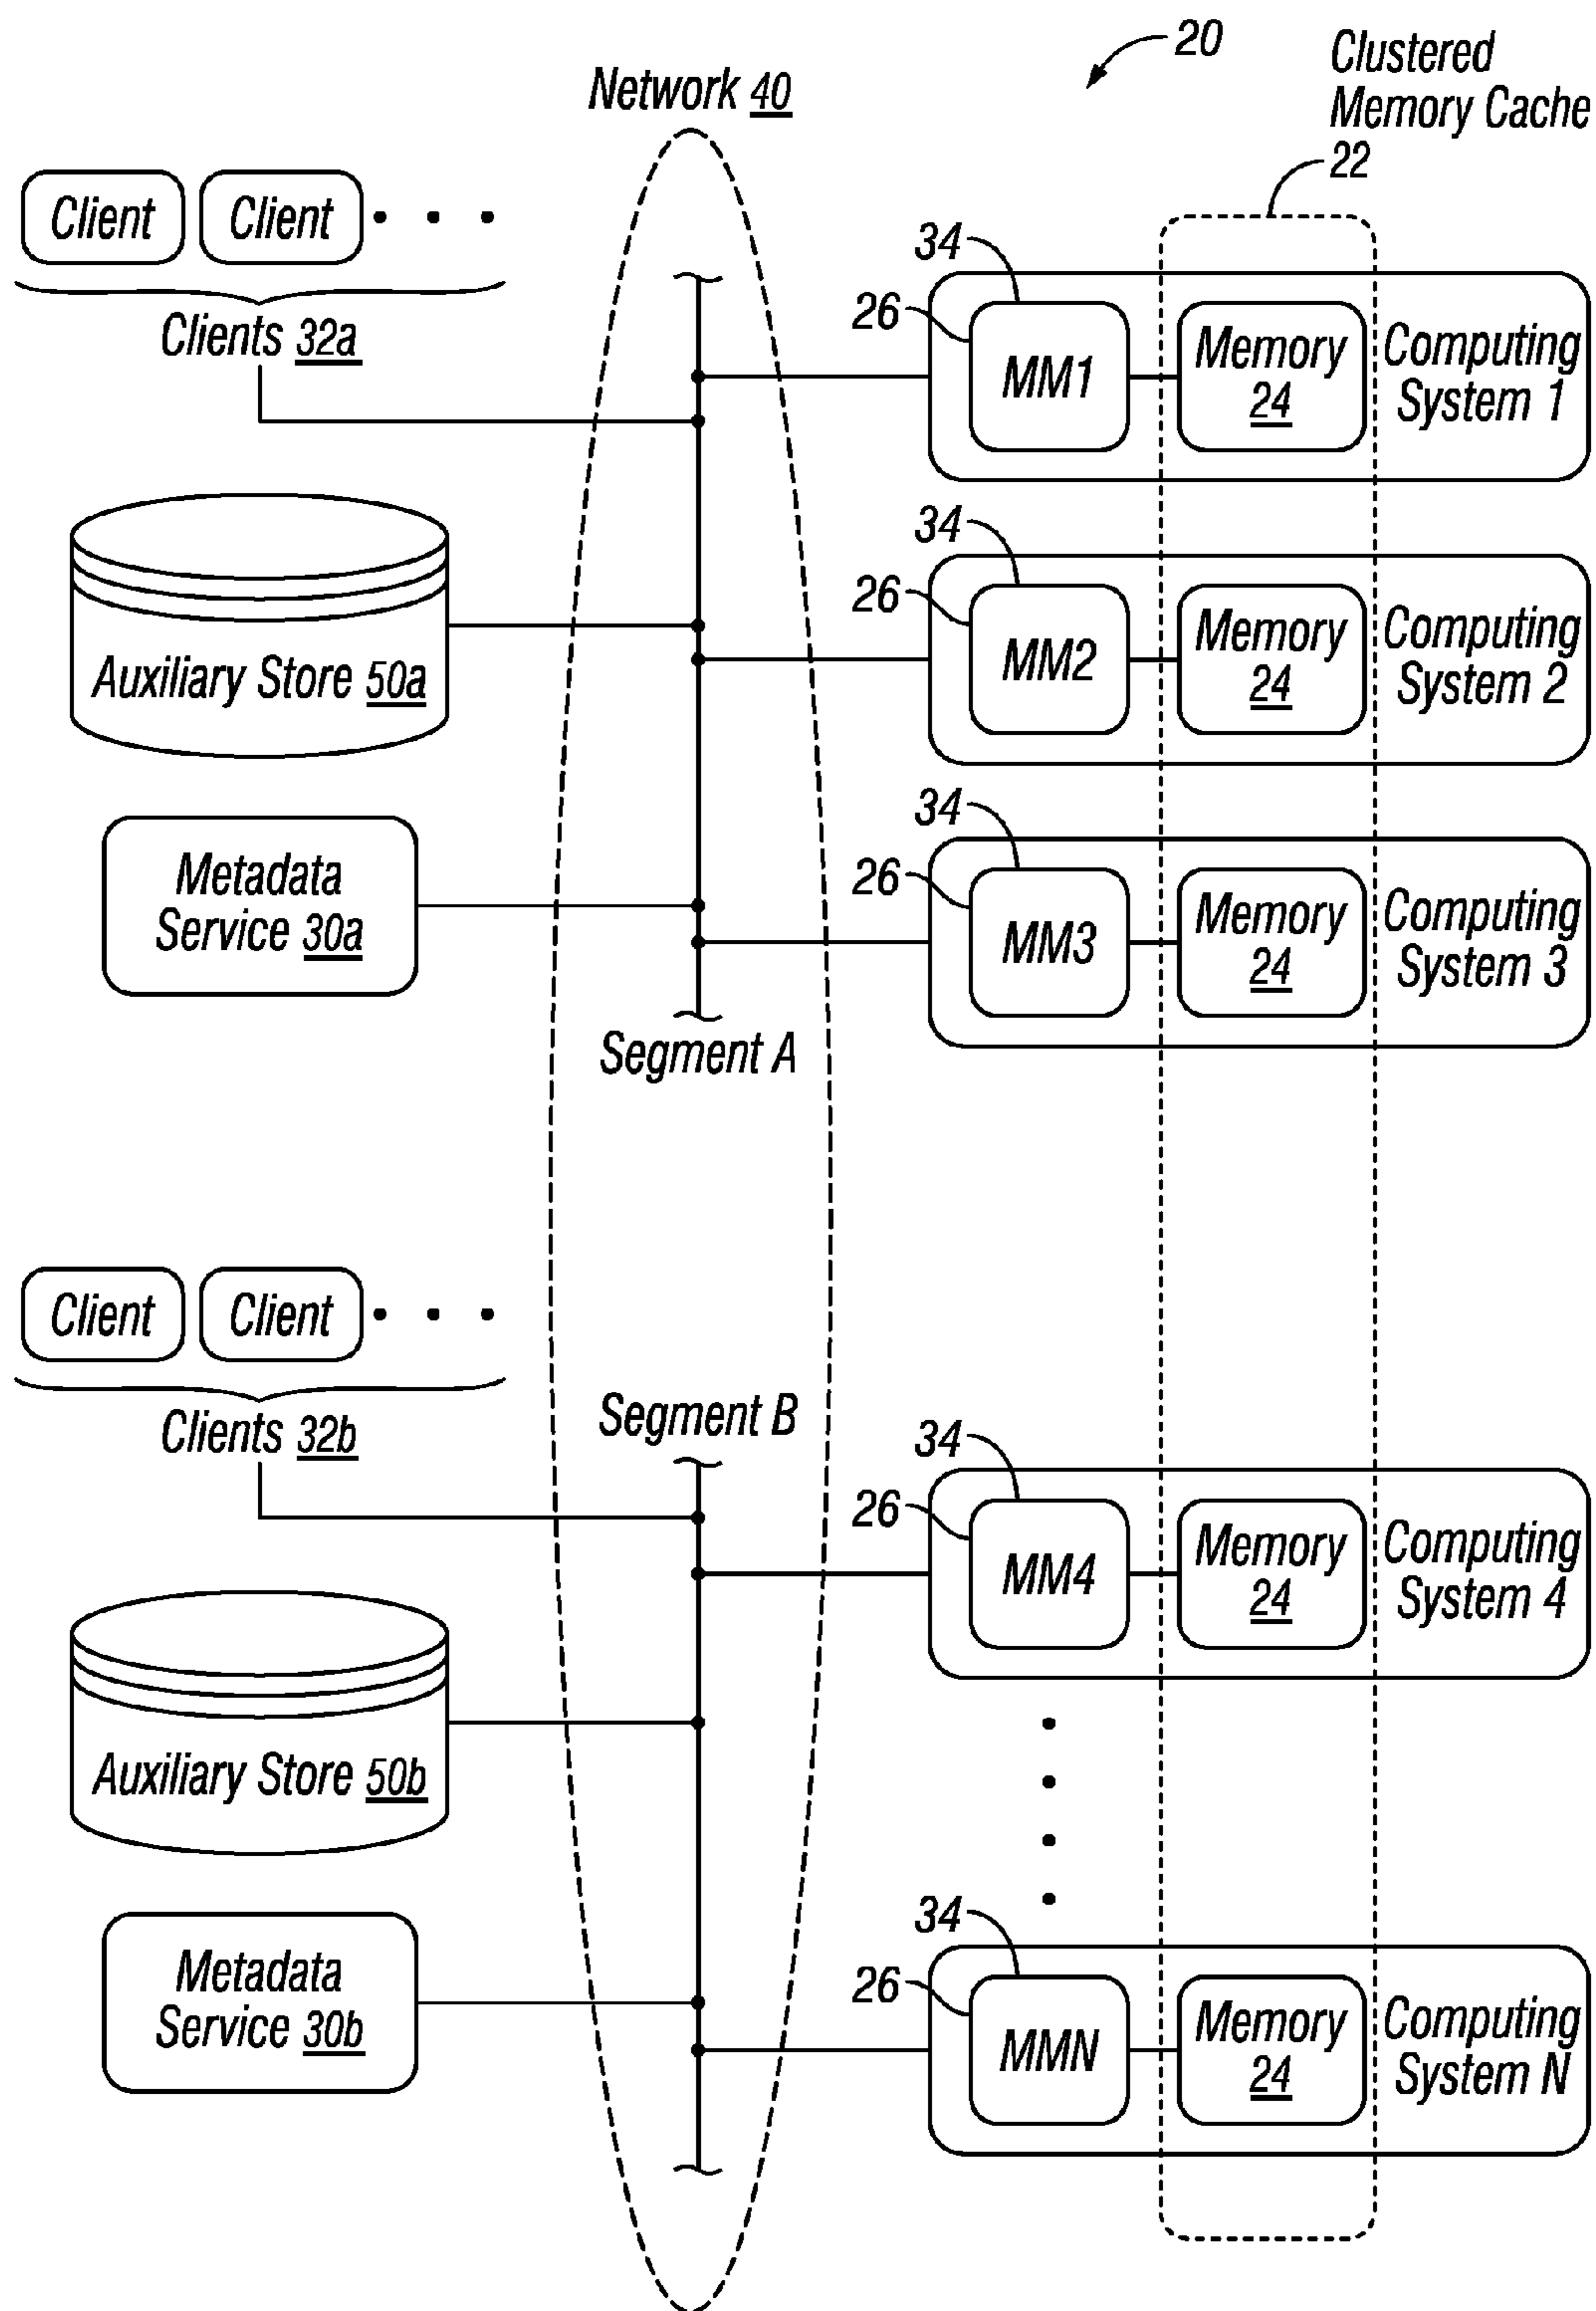 20
Clustered
Memory Cache
22
Network 40
Client
Client
Clients 32a
34
26
MM1
Memory
24
Computing
System 1
Auxiliary Store 50a
34
26
MM2
Memory
24
Computing
System 2
Metadata
Service 30a
34
26
MM3
Memory
24
Computing
System 3
Segment A
Client
Client
Clients 32b
Segment B
34
26
MM4
Memory
24
Computing
System 4
Auxiliary Store 50b
Metadata
Service 30b
34
26
MMN
Memory
24
Computing
System N